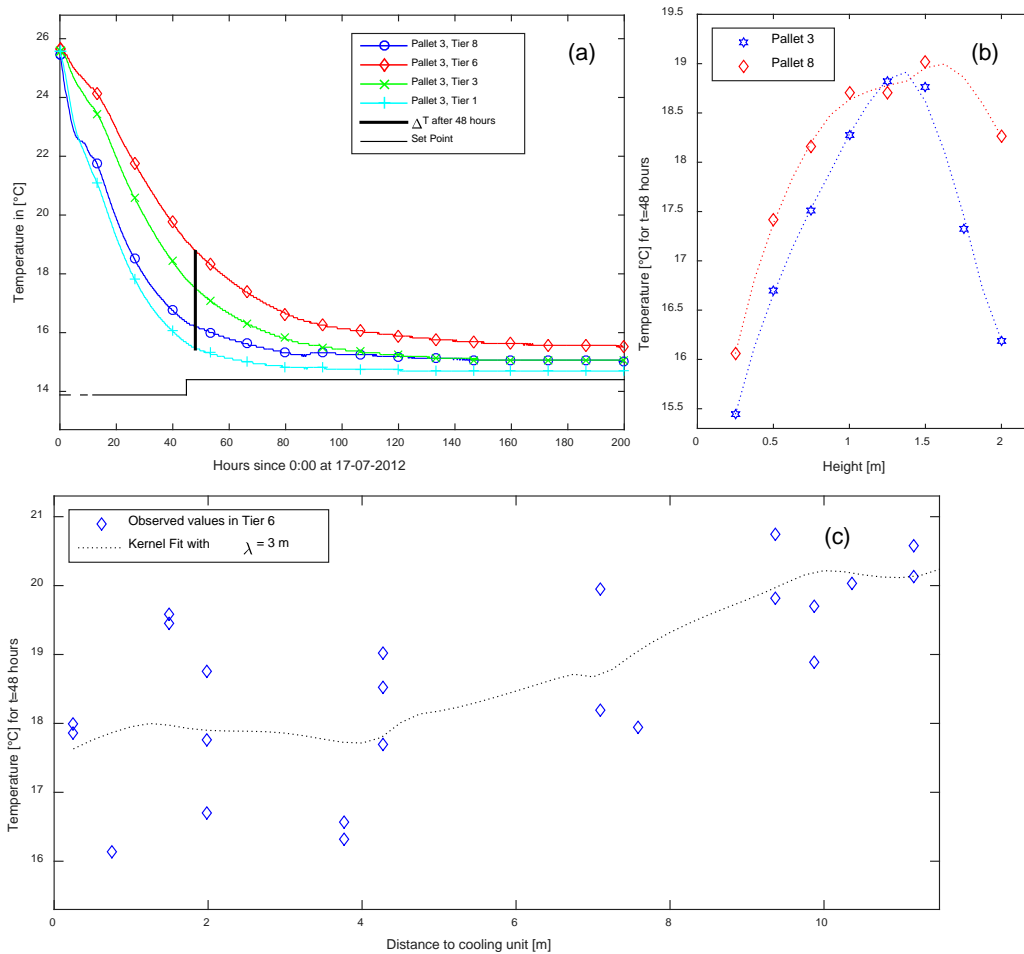 26
24
22
20
18
16
14
0
20
40
60
80
100
120
140
160
180
200
Temperature in [°C]
Hours since 0:00 at 17-07-2012
Pallet 3, Tier 8
Pallet 3, Tier 6
Pallet 3, Tier 3
Pallet 3, Tier 1
ΔT after 48 hours
Set Point
(a)
19.5
19
18.5
18
17.5
17
16.5
16
15.5
0
0.5
1
1.5
2
Temperature [°C] for t=48 hours
Height [m]
Pallet 3
Pallet 8
(b)
21
20
19
18
17
16
0
2
4
6
8
10
Temperature [°C] for t=48 hours
Distance to cooling unit [m]
Observed values in Tier 6
Kernel Fit with λ = 3 m
(c)